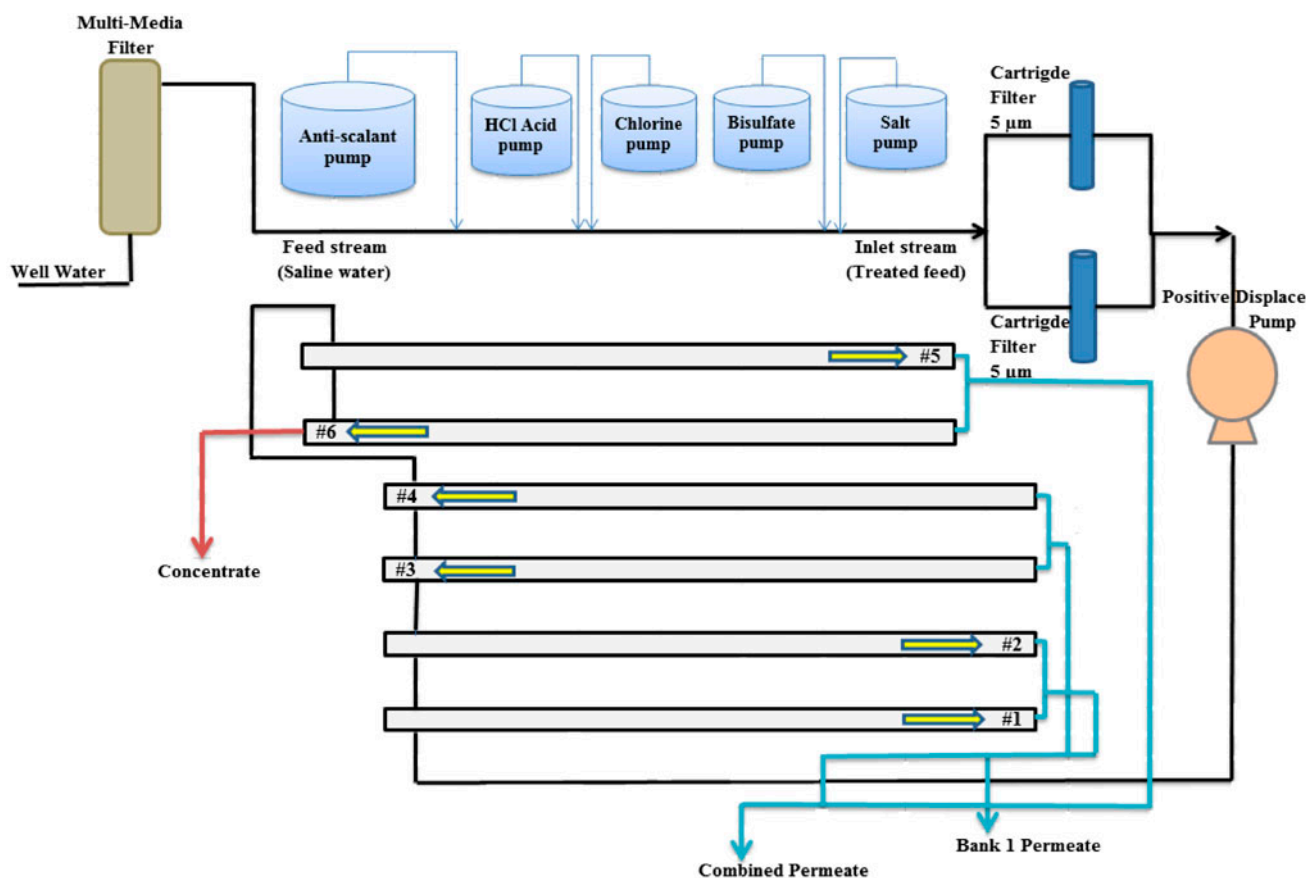 Multi-Media
Filter
Well Water
Anti-scalant
pump
HCl Acid
pump
Chlorine
pump
Bisulfate
pump
Salt
pump
Feed stream
(Saline water)
Inlet stream
(Treated feed)
Cartrigde
Filter
5 µm
Cartrigde
Filter
5 µm
Positive Displace
Pump
#5
#6
#4
#3
#2
#1
Concentrate
Bank 1 Permeate
Combined Permeate